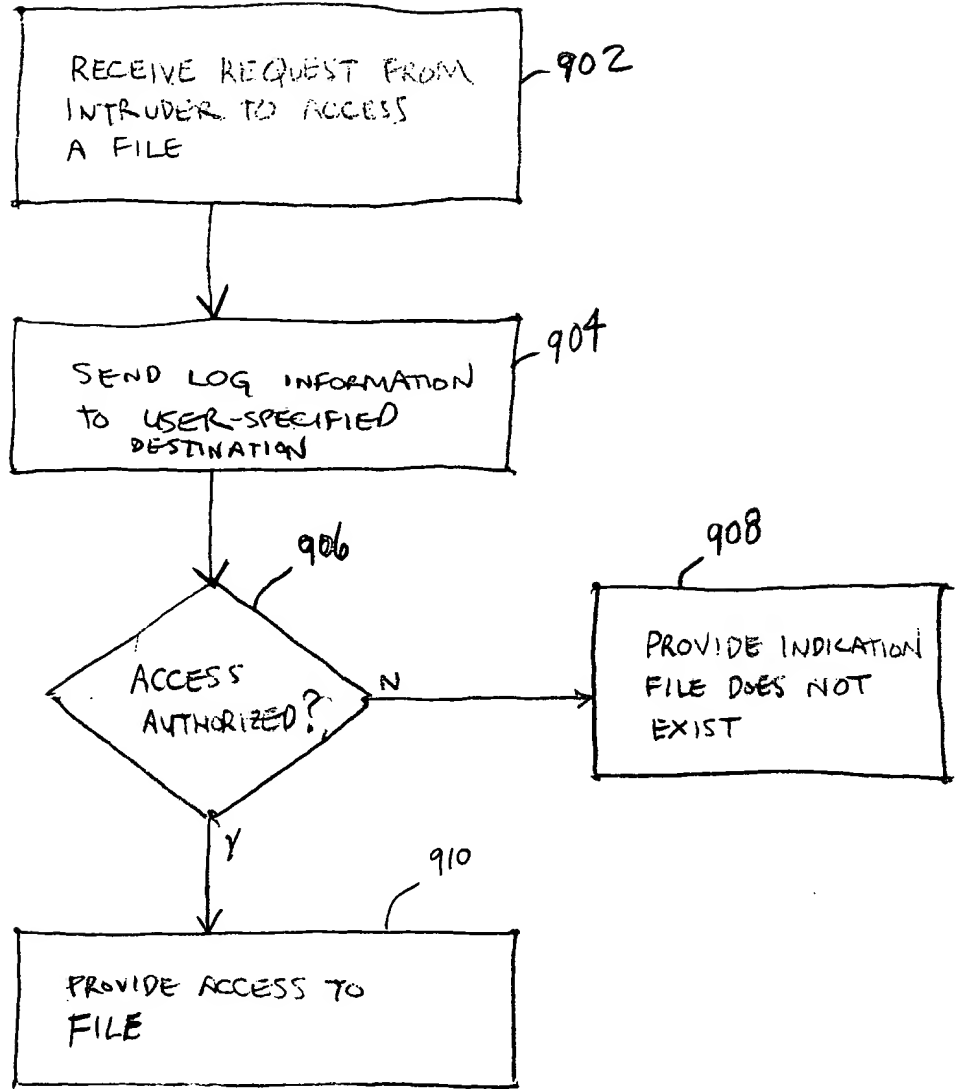 RECEIVE REQUEST FROM
INTRUDER TO ACCESS
A FILE
902
SEND LOG INFORMATION
TO USER-SPECIFIED
DESTINATION
904
906
ACCESS
AUTHORIZED?
N
908
PROVIDE INDICATION
FILE DOES NOT
EXIST
Y
910
PROVIDE ACCESS TO
FILE